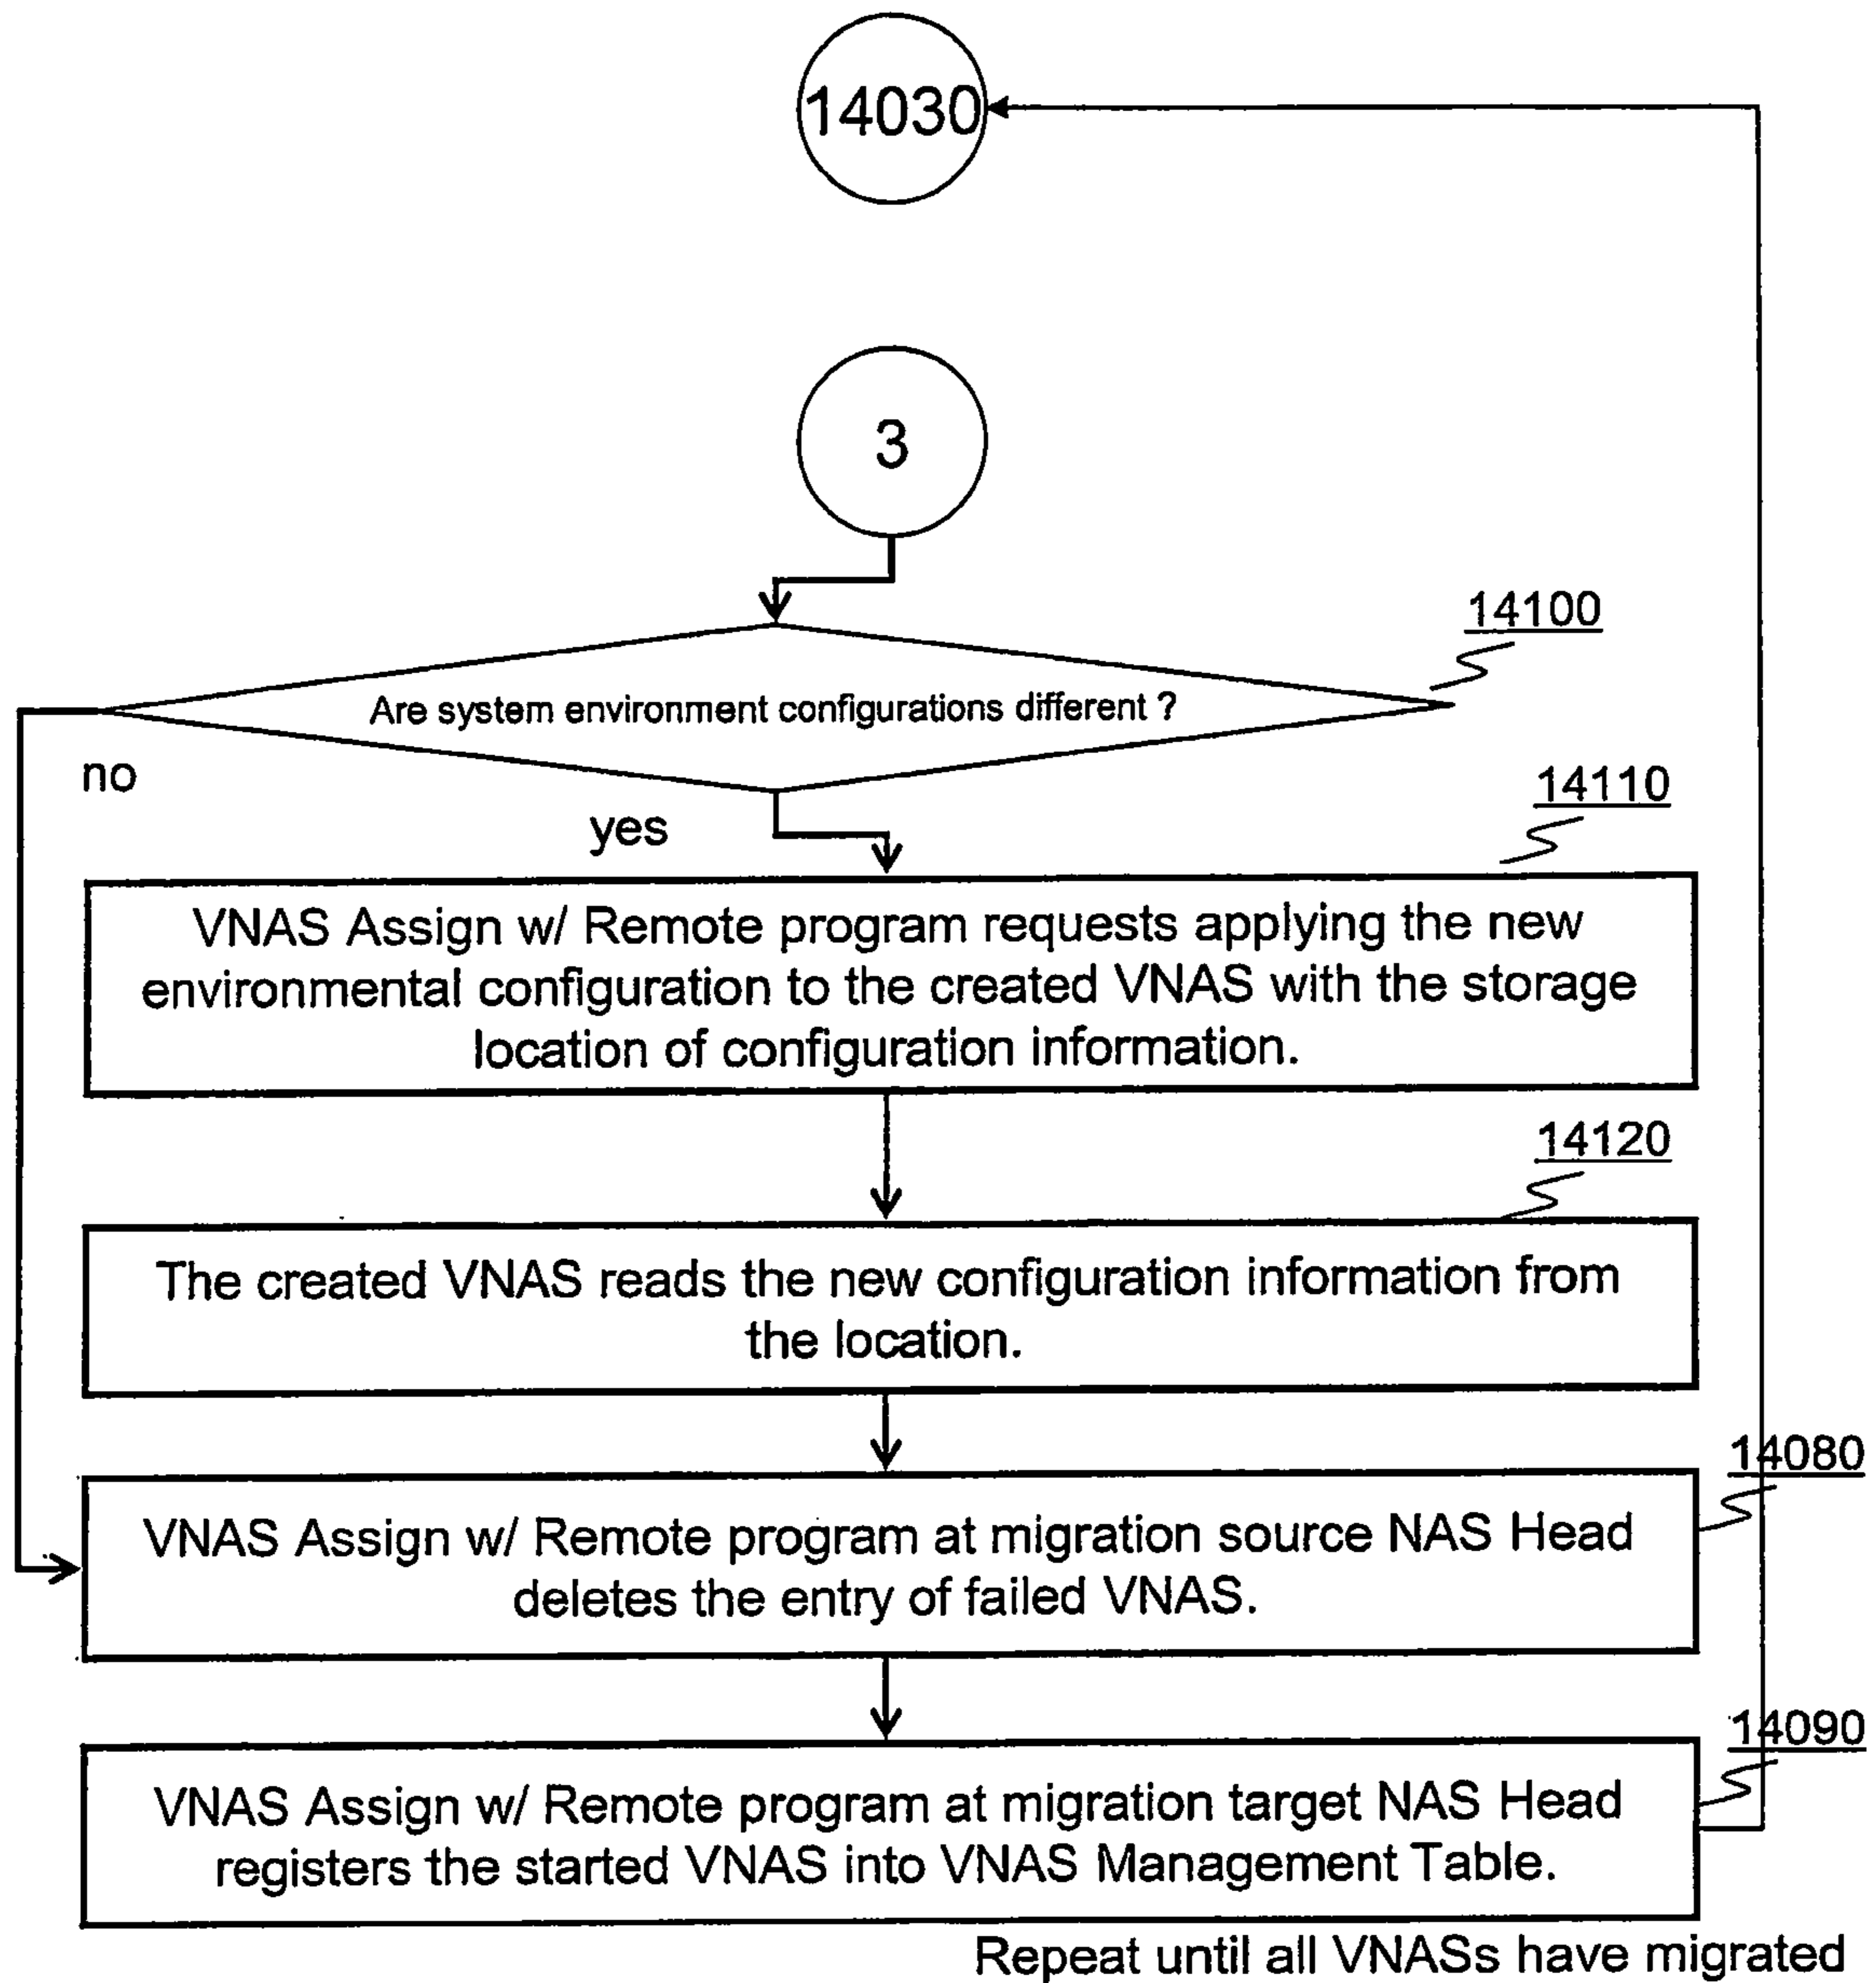 14030
3
14100
Are system environment configurations different ?
no
14110
yes
VNAS Assign w/ Remote program requests applying the new
environmental configuration to the created VNAS with the storage
location of configuration information.
14120
The created VNAS reads the new configuration information from
the location.
14080
VNAS Assign w/ Remote program at migration source NAS Head
deletes the entry of failed VNAS.
14090
VNAS Assign w/ Remote program at migration target NAS Head
registers the started VNAS into VNAS Management Table.
Repeat until all VNASs have migrated